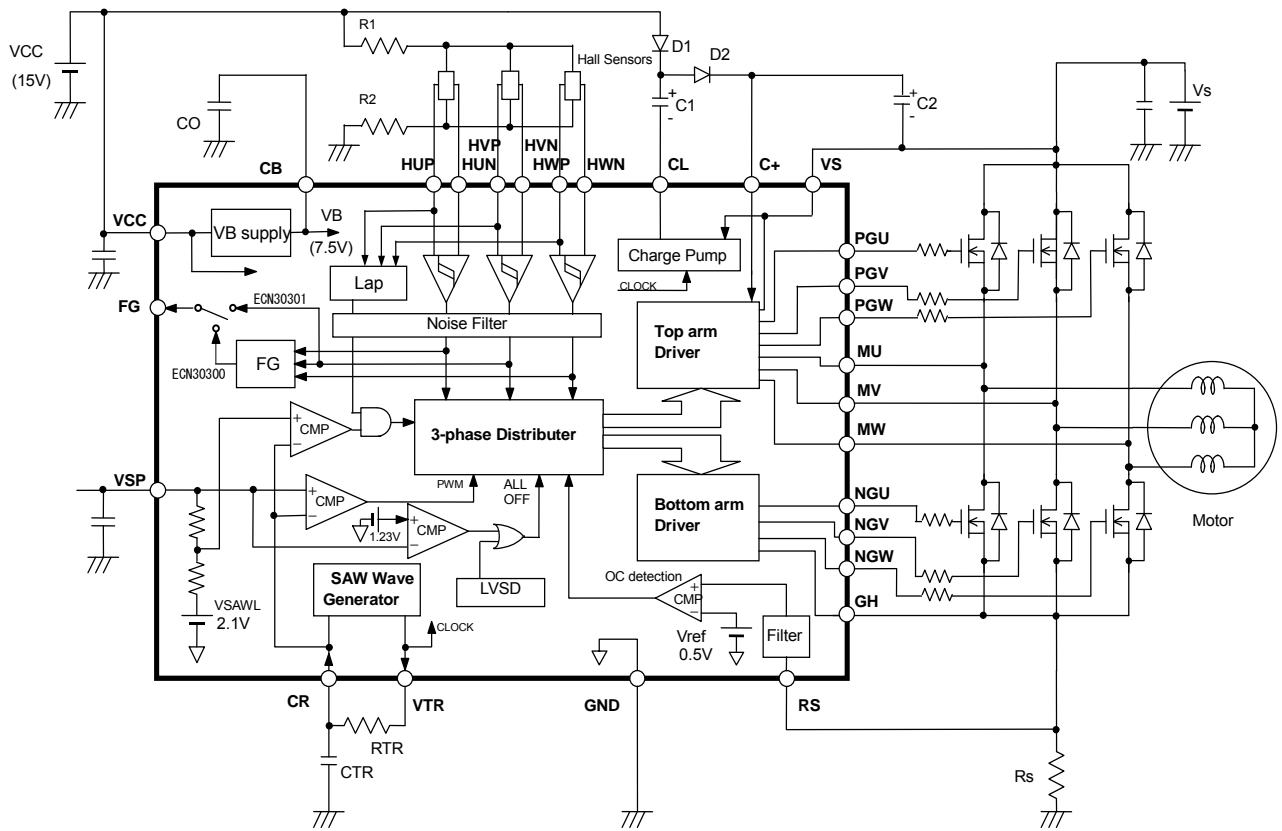 VCC
(15V)
R1
D1
D2
Hall Sensors
+
C1
-
+
C2
-
Vs
CO
R2
CB
HUP
HVP
HUN
HVN
HWP
HWN
CL
C+
VS
VCC
VB supply
VB
(7.5V)
Lap
Charge Pump
CLOCK
PGU
PGV
PGW
FG
ECN30301
Noise Filter
Top arm
Driver
FG
ECN30300
MU
MV
MW
+
CMP
−
3-phase Distributer
VSP
+
CMP
−
PWM
ALL
OFF
1.23V
+
CMP
−
Bottom arm
Driver
NGU
NGV
NGW
Motor
SAW Wave
Generator
LVSD
OC detection
+
CMP
−
GH
VSAWL
2.1V
CLOCK
Vref
0.5V
Filter
CR
VTR
GND
RS
RTR
CTR
Rs